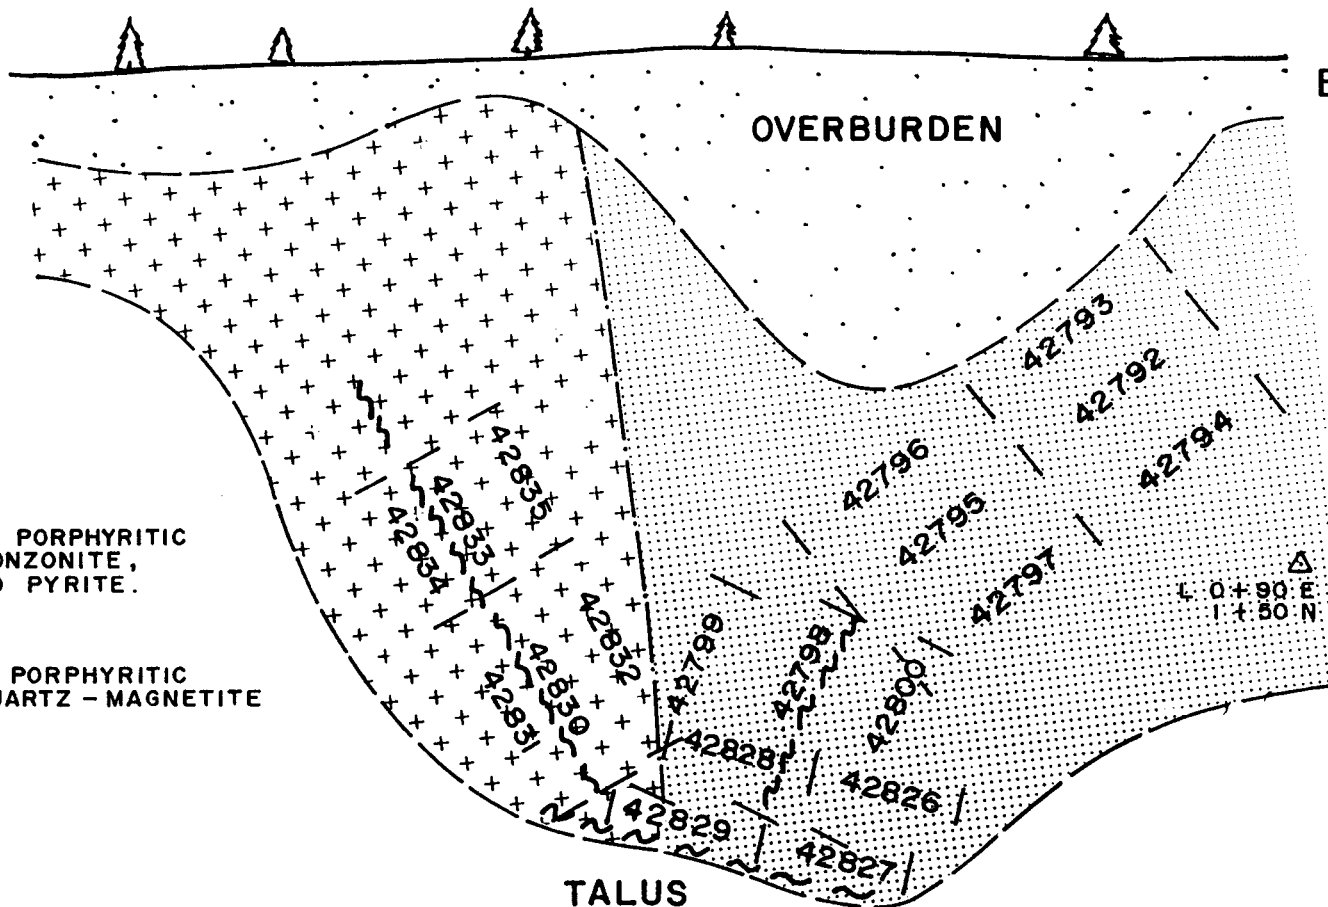 OVERBURDEN
42793
42792
42794
42796
42795
42797
42835
42833
42834
PORPHYRITIC
ONZONITE,
PYRITE.
L 0+90 E
1+50 N
42799
42798
42800
42832
42830
42831
PORPHYRITIC
UARTZ – MAGNETITE
42828
42826
42829
42827
TALUS